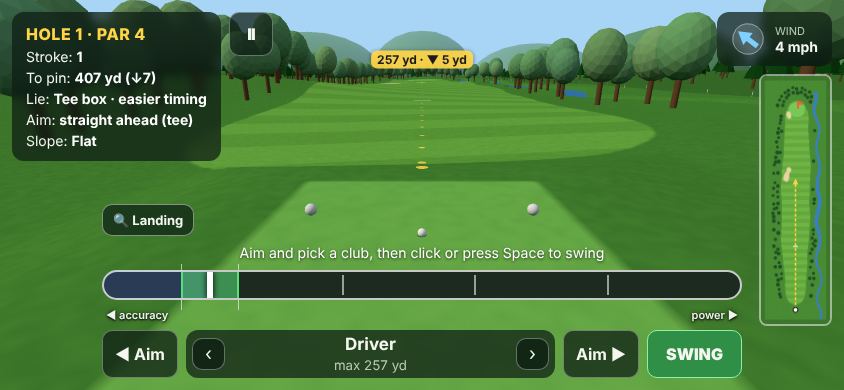 HOLE 1 · PAR 4
Stroke: 1
To pin: 407 yd (↓7)
Lie: Tee box · easier timing
Aim: straight ahead (tee)
Slope: Flat
257 yd · ▼ 5 yd
WIND
4 mph
🔍 Landing
Aim and pick a club, then click or press Space to swing
◀ accuracy
power ▶
◀ Aim
‹
Driver
max 257 yd
›
Aim ▶
SWING